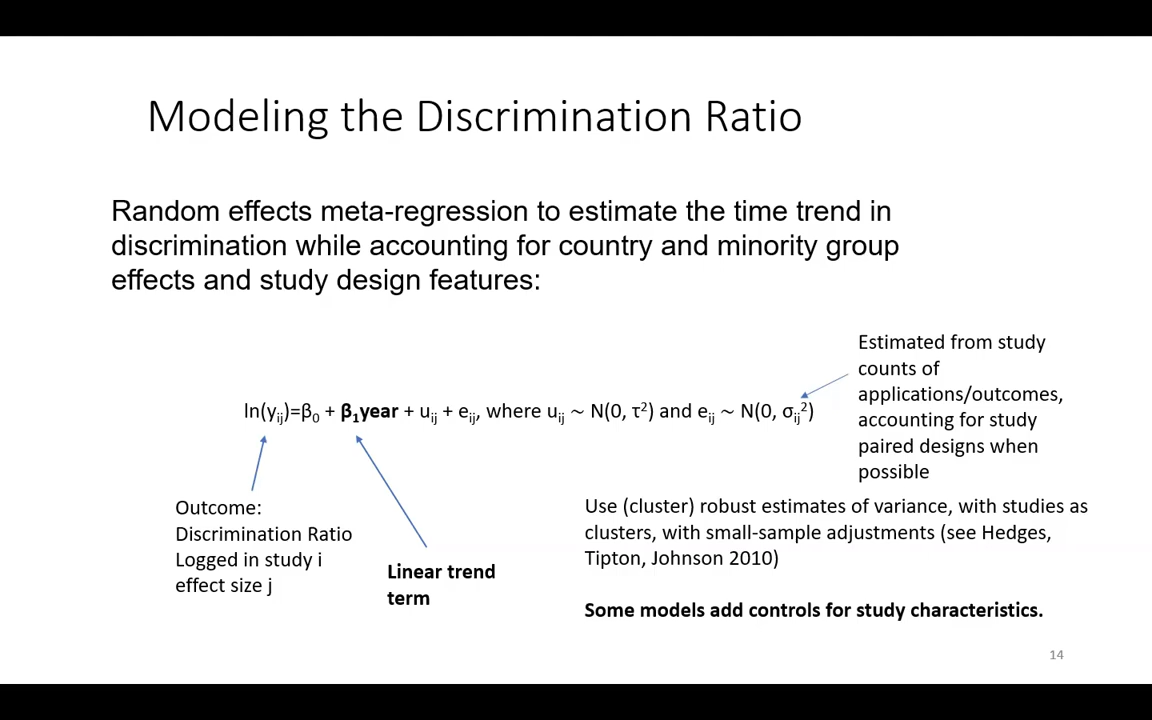 Modeling the Discrimination Ratio
Random effects meta-regression to estimate the time trend in
discrimination while accounting for country and minority group
effects and study design features:
Estimated from study
counts of
applications/outcomes,
accounting for study
paired designs when
possible
ln(yᵢⱼ)=β₀ + β₁year + uᵢⱼ + eᵢⱼ, where uᵢⱼ ~ N(0, τ²) and eᵢⱼ ~ N(0, σᵢⱼ²)
Outcome:
Discrimination Ratio
Logged in study i
effect size j
Linear trend
term
Use (cluster) robust estimates of variance, with studies as
clusters, with small-sample adjustments (see Hedges,
Tipton, Johnson 2010)
Some models add controls for study characteristics.
14